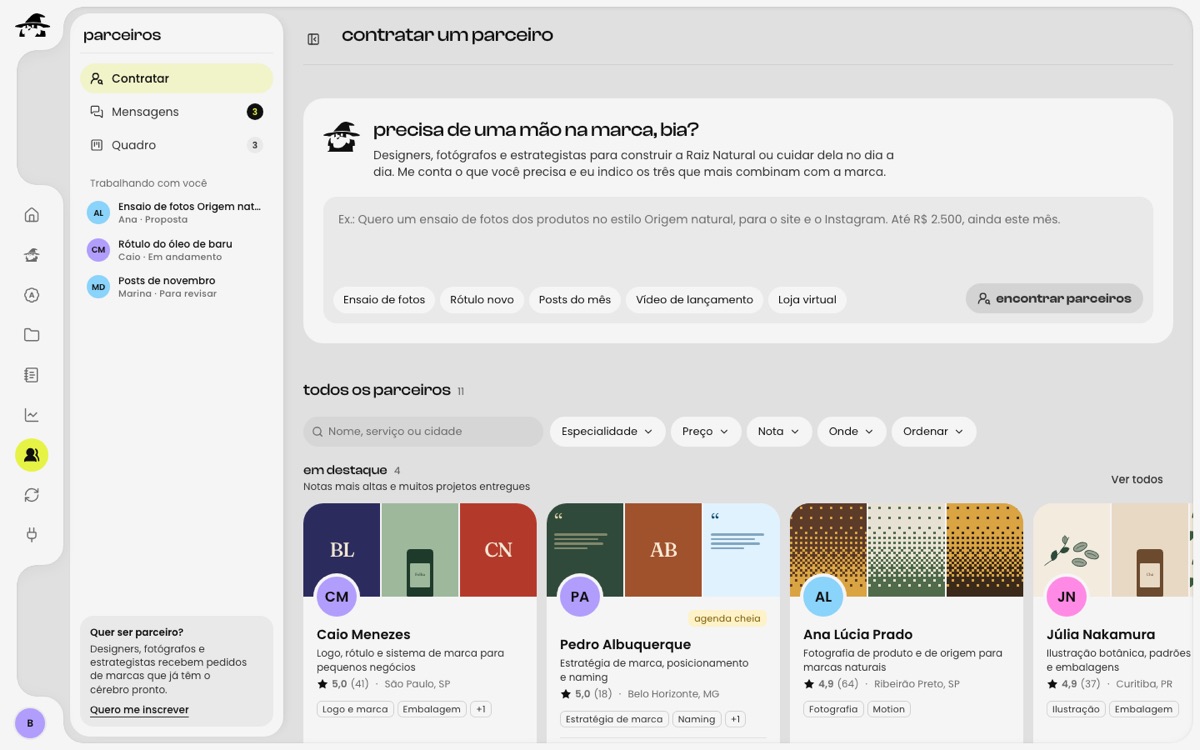 parceiros
Contratar
Mensagens 3
Quadro 3
Trabalhando com você
AL
Ensaio de fotos Origem nat...
Ana · Proposta
CM
Rótulo do óleo de baru
Caio · Em andamento
MD
Posts de novembro
Marina · Para revisar
Quer ser parceiro?
Designers, fotógrafos e
estrategistas recebem pedidos
de marcas que já têm o
cérebro pronto.
Quero me inscrever
B
contratar um parceiro
precisa de uma mão na marca, bia?
Designers, fotógrafos e estrategistas para construir a Raiz Natural ou cuidar dela no dia a
dia. Me conta o que você precisa e eu indico os três que mais combinam com a marca.
Ex.: Quero um ensaio de fotos dos produtos no estilo Origem natural, para o site e o Instagram. Até R$ 2.500, ainda este mês.
Ensaio de fotos Rótulo novo Posts do mês Vídeo de lançamento Loja virtual encontrar parceiros
todos os parceiros 11
Nome, serviço ou cidade Especialidade Preço Nota Onde Ordenar
em destaque 4
Notas mais altas e muitos projetos entregues
Ver todos
BL CN
CM
Caio Menezes
Logo, rótulo e sistema de marca para
pequenos negócios
5,0 (41) · São Paulo, SP
Logo e marca Embalagem +1
“ AB “
PA
agenda cheia
Pedro Albuquerque
Estratégia de marca, posicionamento
e naming
5,0 (18) · Belo Horizonte, MG
Estratégia de marca Naming +1
AL
Ana Lúcia Prado
Fotografia de produto e de origem para
marcas naturais
4,9 (64) · Ribeirão Preto, SP
Fotografia Motion
JN
Júlia Nakamura
Ilustração botânica, padrões
e embalagens
4,9 (37) · Curitiba, PR
Ilustração Embalagem